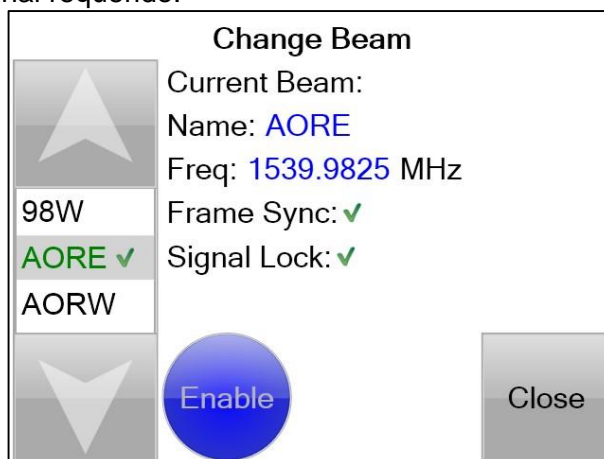 Change Beam
Current Beam:
Name: AORE
Freq: 1539.9825 MHz
98W
Frame Sync:
AORE
Signal Lock:
AORW
Enable
Close